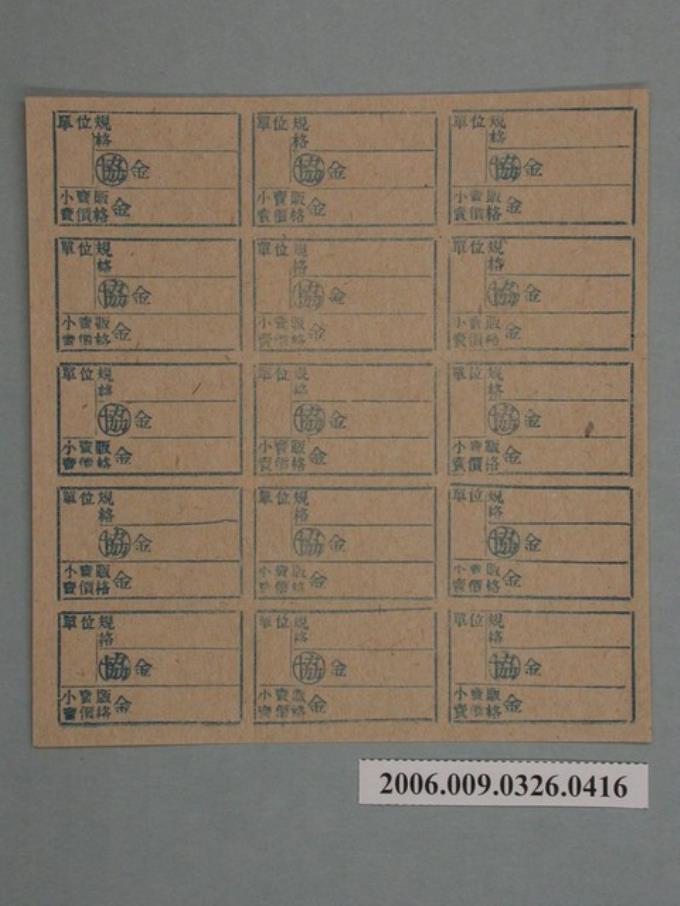 單位規
格
協金
小賣販
賣價格金
單位規
格
協金
小賣販
賣價格金
單位規
格
協金
小賣販
賣價格金
單位規
格
協金
小賣販
賣價格金
單位規
格
協金
小賣販
賣價格金
單位規
格
協金
小賣販
賣價格金
單位規
格
協金
小賣販
賣價格金
單位規
格
協金
小賣販
賣價格金
單位規
格
協金
小賣販
賣價格金
單位規
格
協金
小賣販
賣價格金
單位規
格
協金
小賣販
賣價格金
單位規
格
協金
小賣販
賣價格金
單位規
格
協金
小賣販
賣價格金
單位規
格
協金
小賣販
賣價格金
單位規
格
協金
小賣販
賣價格金
2006.009.0326.0416